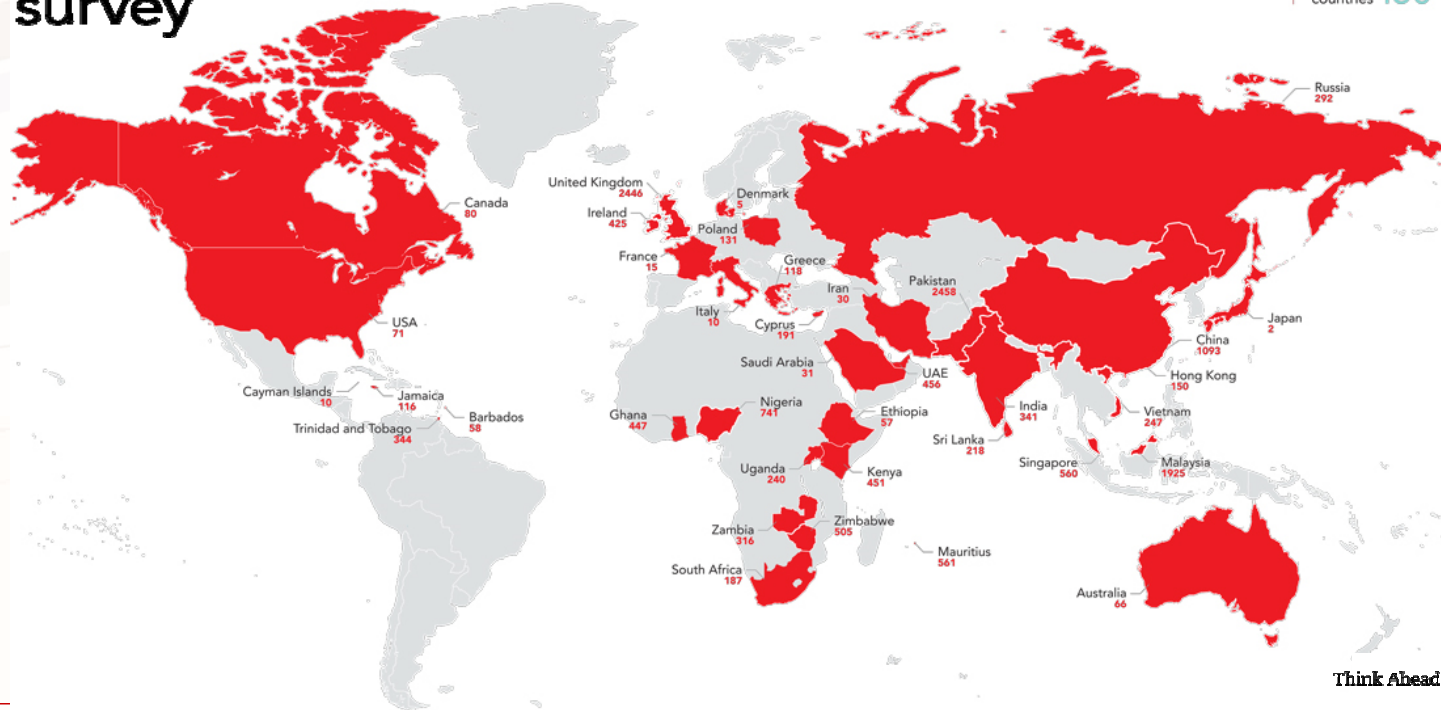 survey
countries
Russia
292
United Kingdom
2446
Denmark
5
Canada
80
Ireland
425
Poland
131
France
15
Greece
118
Pakistan
2458
Iran
30
Italy
10
Cyprus
191
USA
71
Japan
2
China
1093
Saudi Arabia
31
UAE
456
Hong Kong
150
Cayman Islands
10
Jamaica
116
Nigeria
741
Ethiopia
57
India
341
Vietnam
247
Barbados
58
Ghana
447
Trinidad and Tobago
344
Sri Lanka
218
Singapore
560
Malaysia
1925
Uganda
240
Kenya
451
Zambia
316
Zimbabwe
505
Mauritius
561
South Africa
187
Australia
66
Think Ahead